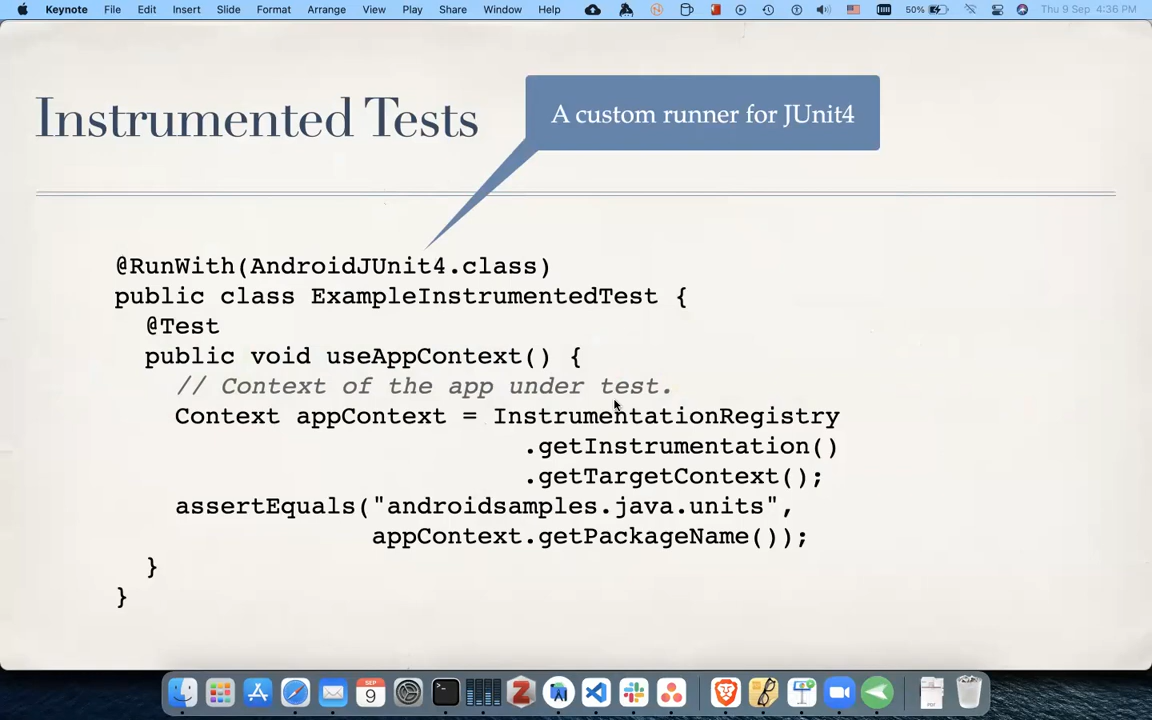 Keynote File Edit Insert Slide Format Arrange View Play Share Window Help 50% Thu 9 Sep 4:36 PM
Instrumented Tests
A custom runner for JUnit4
@RunWith(AndroidJUnit4.class)
public class ExampleInstrumentedTest {
@Test
public void useAppContext() {
// Context of the app under test.
Context appContext = InstrumentationRegistry
.getInstrumentation()
.getTargetContext();
assertEquals("androidsamples.java.units",
appContext.getPackageName());
}
}
SEP
9